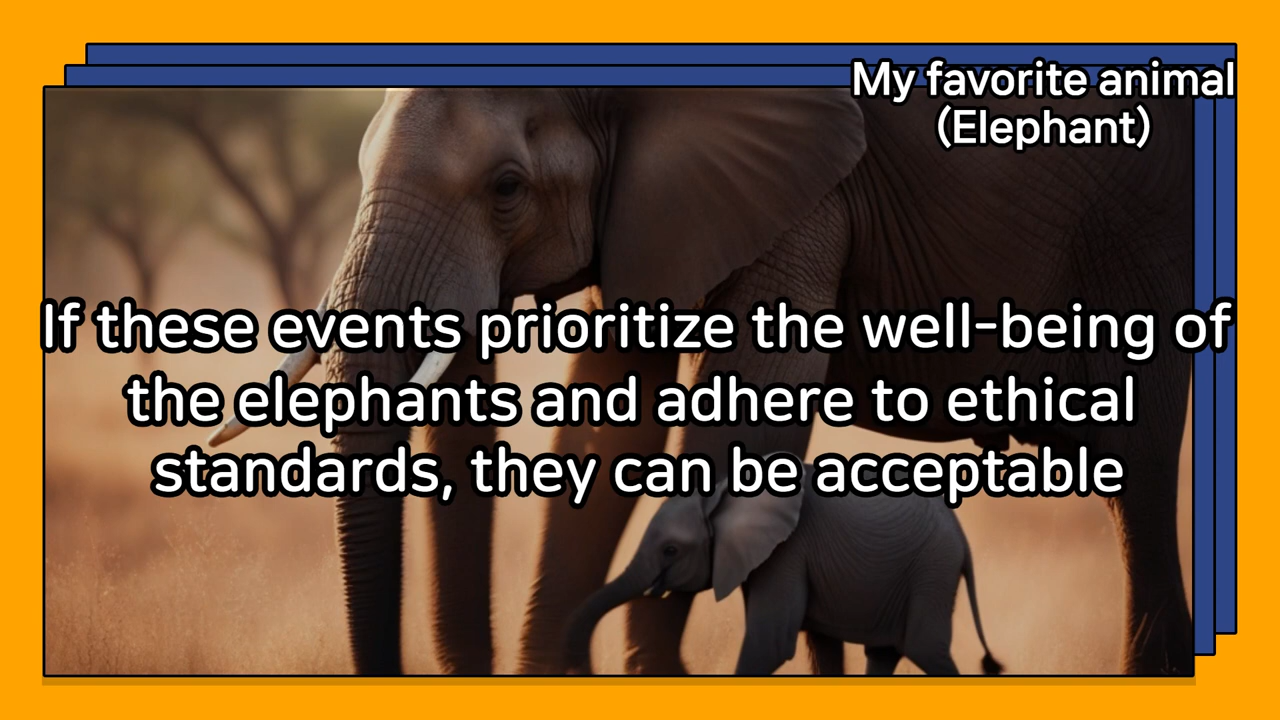 My favorite animal
(Elephant)
If these events prioritize the well-being of
the elephants and adhere to ethical
standards, they can be acceptable